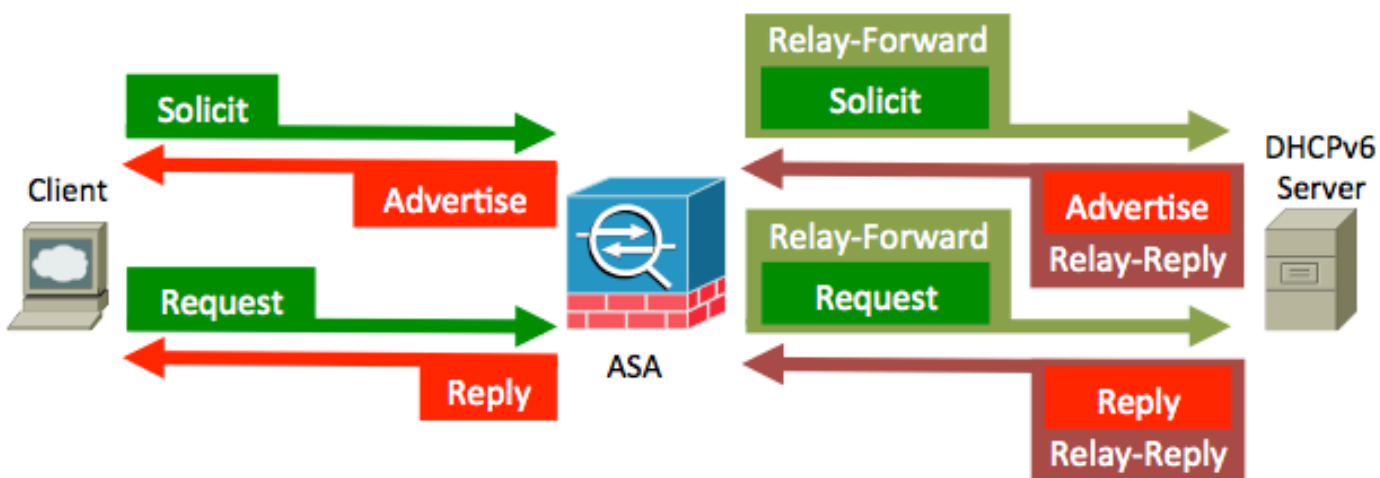 Relay-Forward
Solicit
Solicit
DHCPv6
Server
Client
Advertise
Advertise
Relay-Reply
Relay-Forward
Request
Request
ASA
Reply
Reply
Relay-Reply